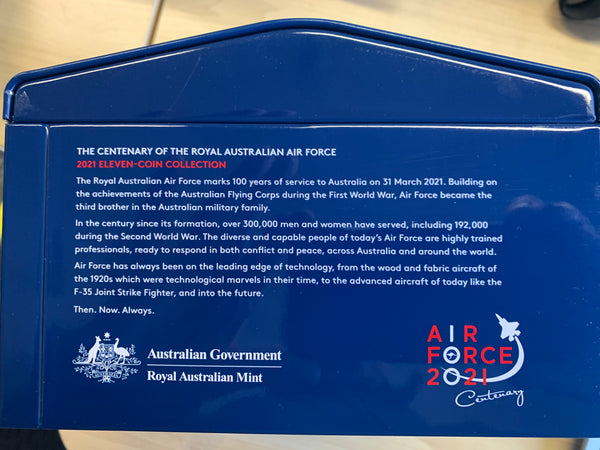 THE CENTENARY OF THE ROYAL AUSTRALIAN AIR FORCE
2021 ELEVEN-COIN COLLECTION
The Royal Australian Air Force marks 100 years of service to Australia on 31 March 2021. Building on
the achievements of the Australian Flying Corps during the First World War, Air Force became the
third brother in the Australian military family.
In the century since its formation, over 300,000 men and women have served, including 192,000
during the Second World War. The diverse and capable people of today's Air Force are highly trained
professionals, ready to respond in both conflict and peace, across Australia and around the world.
Air Force has always been on the leading edge of technology, from the wood and fabric aircraft of
the 1920s which were technological marvels in their time, to the advanced aircraft of today like the
F-35 Joint Strike Fighter, and into the future.
Then. Now. Always.
Australian Government
Royal Australian Mint
AIR
FORCE
2021
Centenary